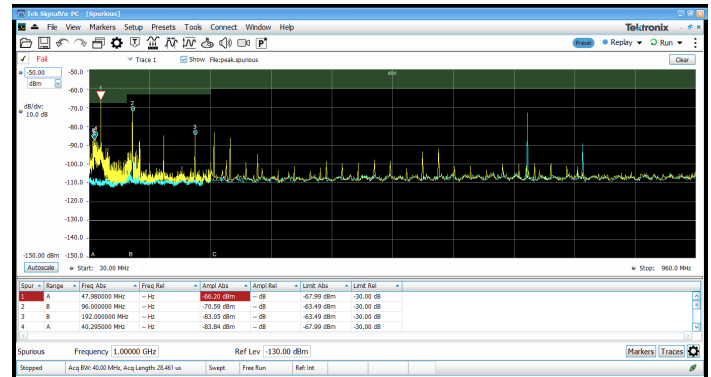 Tek SignalVu-PC - [Spurious]
File View Markers Setup Presets Tools Connect Window Help
Tektronix
Preset Replay Run
Fail Trace 1 Show File:peak.spurious Clear
-50.00
dBm
dB/div:
10.0 dB
-50.0
-60.0
-70.0
-80.0
-90.0
-100.0
-110.0
-120.0
-130.0
-140.0
-150.00 dBm -150.0
abs
1
2
3
A B C
Autoscale Start: 30.00 MHz Stop: 960.0 MHz
Spur Range Freq Abs Freq Rel Ampl Abs Ampl Rel Limit Abs Limit Rel
1 A 47.980000 MHz -- Hz -66.20 dBm -- dB -67.99 dBm -30.00 dB
2 B 96.000000 MHz -- Hz -70.59 dBm -- dB -63.49 dBm -30.00 dB
3 B 192.000000 MHz -- Hz -83.05 dBm -- dB -63.49 dBm -30.00 dB
4 A 40.295000 MHz -- Hz -83.84 dBm -- dB -67.99 dBm -30.00 dB
Spurious Frequency 1.00000 GHz Ref Lev -130.00 dBm Markers Traces
Stopped Acq BW: 40.00 MHz, Acq Length: 28.461 us Swept Free Run Ref: Int